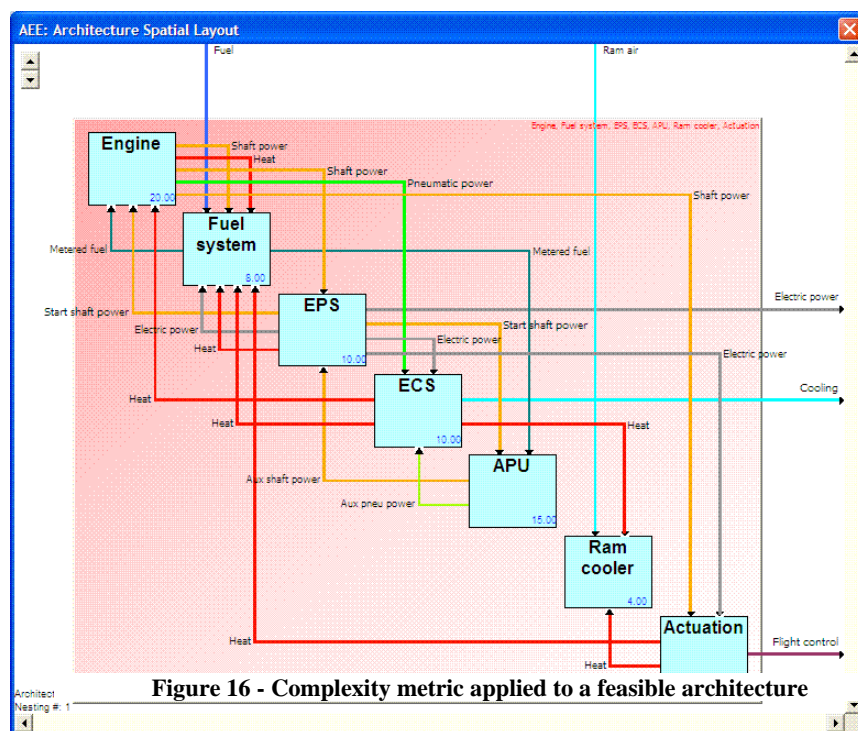 AEE: Architecture Spatial Layout
Fuel
Ram air
Engine, Fuel system, EPS, ECS, APU, Ram cooler, Actuation
Engine
20.00
Shaft power
Heat
Shaft power
Pneumatic power
Shaft power
Fuel
system
8.00
Metered fuel
Metered fuel
EPS
10.00
Electric power
Start shaft power
Electric power
Start shaft power
Electric power
Electric power
Heat
ECS
10.00
Cooling
Heat
Heat
Heat
APU
15.00
Aux shaft power
Aux pneu power
Ram
cooler
4.00
Actuation
Flight control
Heat
Heat
Architect
Nesting #: 1
Figure 16 - Complexity metric applied to a feasible architecture